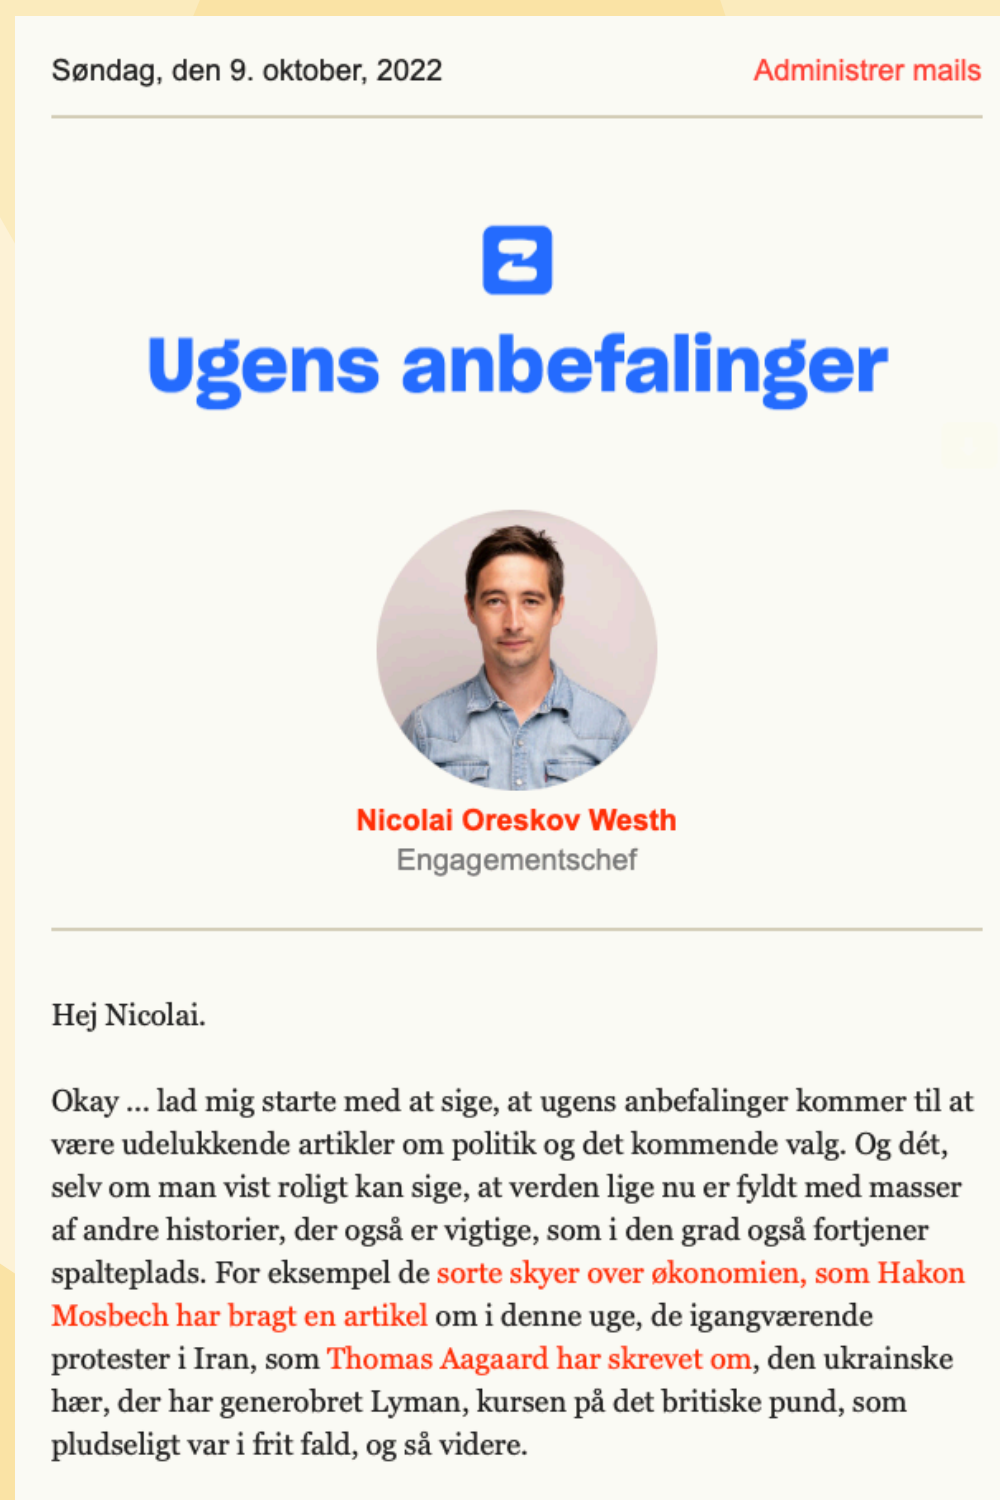 Søndag, den 9. oktober, 2022
Administrer mails
Z
Ugens anbefalinger
Nicolai Oreskov Westh
Engagementschef
Hej Nicolai.
Okay ... lad mig starte med at sige, at ugens anbefalinger kommer til at
være udelukkende artikler om politik og det kommende valg. Og dét,
selv om man vist roligt kan sige, at verden lige nu er fyldt med masser
af andre historier, der også er vigtige, som i den grad også fortjener
spalteplads. For eksempel de sorte skyer over økonomien, som Hakon
Mosbech har bragt en artikel om i denne uge, de igangværende
protester i Iran, som Thomas Aagaard har skrevet om, den ukrainske
hær, der har generobret Lyman, kursen på det britiske pund, som
pludseligt var i frit fald, og så videre.